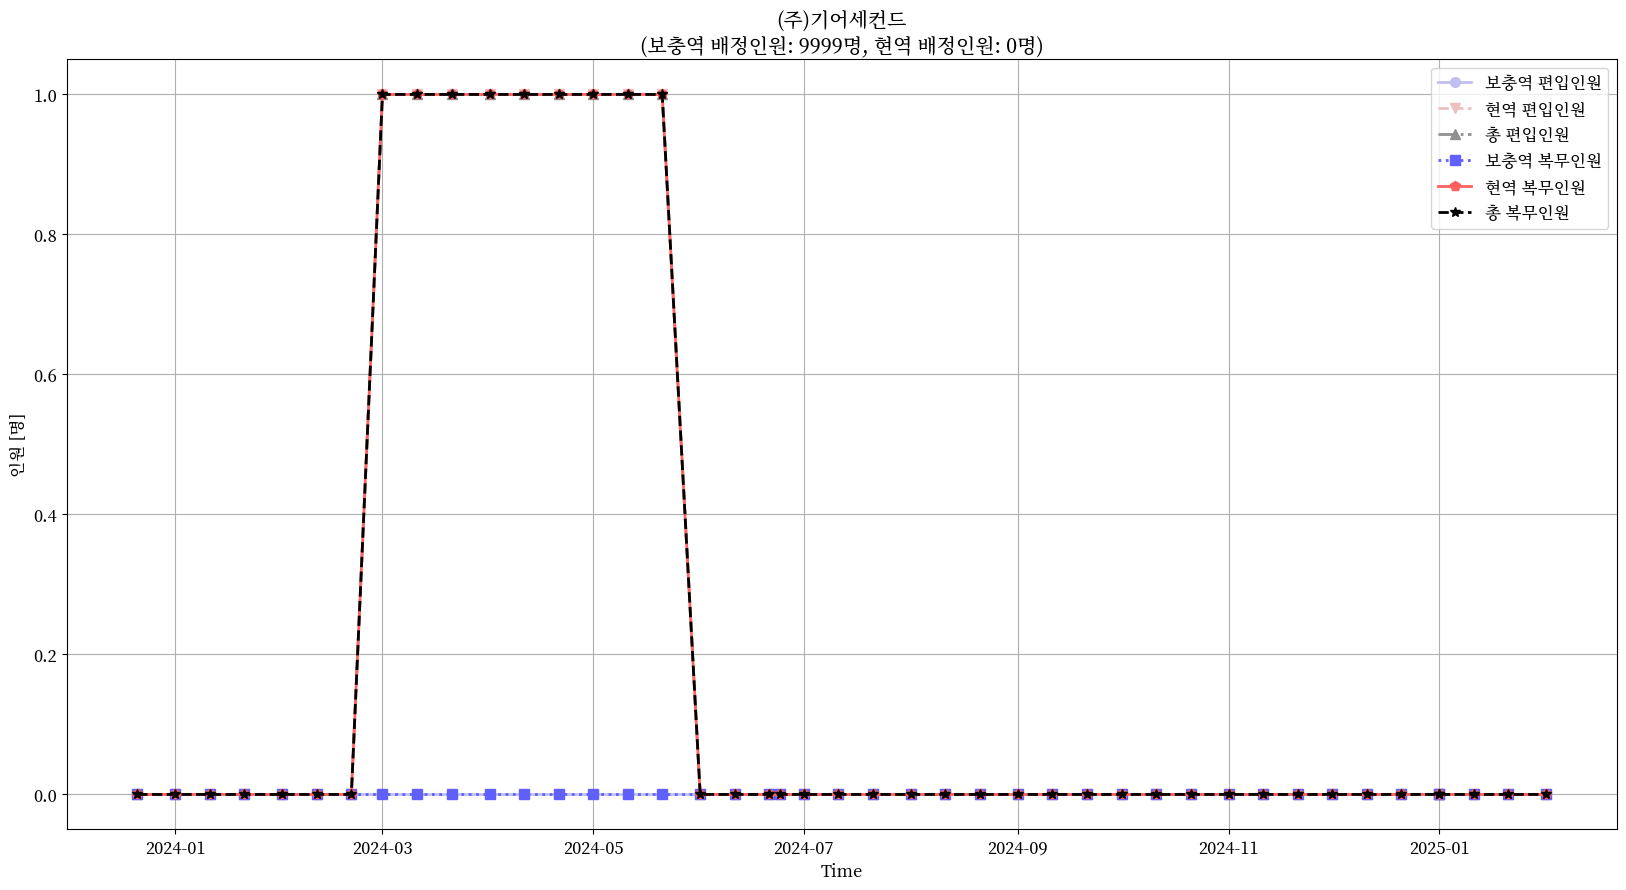 (주)기어세컨드
(보충역 배정인원: 9999명, 현역 배정인원: 0명)
보충역 편입인원
현역 편입인원
총 편입인원
보충역 복무인원
현역 복무인원
총 복무인원
인원 [명]
1.0
0.8
0.6
0.4
0.2
0.0
2024-01
2024-03
2024-05
2024-07
2024-09
2024-11
2025-01
Time